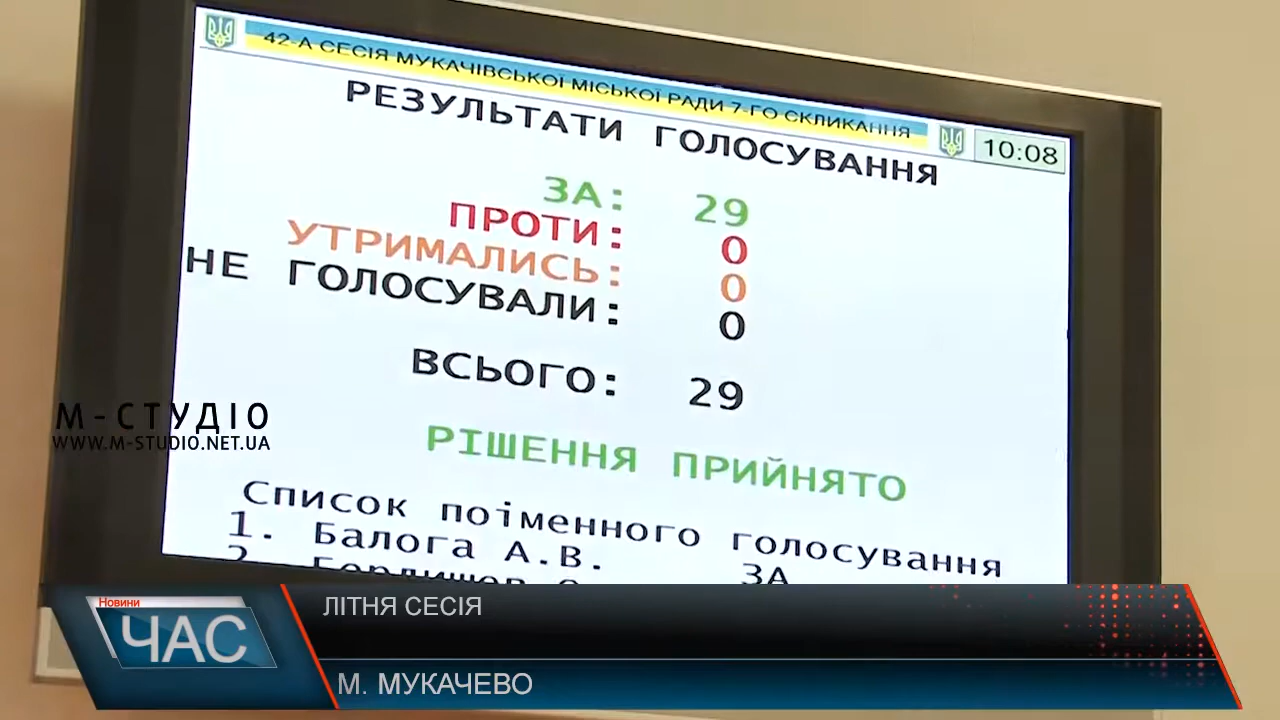 42-А СЕСІЯ МУКАЧІВСЬКОЇ МІСЬКОЇ РАДИ 7-ГО СКЛИКАННЯ
10:08
РЕЗУЛЬТАТИ ГОЛОСУВАННЯ
ЗА: 29
ПРОТИ: 0
УТРИМАЛИСЬ: 0
НЕ ГОЛОСУВАЛИ: 0
ВСЬОГО: 29
РІШЕННЯ ПРИЙНЯТО
Список поіменного голосування
1. Балога А.В. ЗА
2.
М-СТУДІО
WWW.M-STUDIO.NET.UA
Новини
ЧАС
ЛІТНЯ СЕСІЯ
М. МУКАЧЕВО